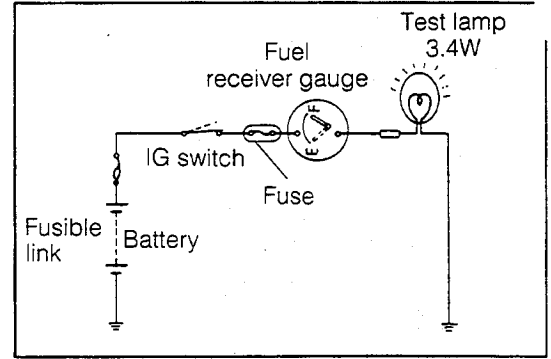 Test lamp
3.4W
Fuel
receiver gauge
F
E
IG switch
Fuse
Fusible
link
Battery